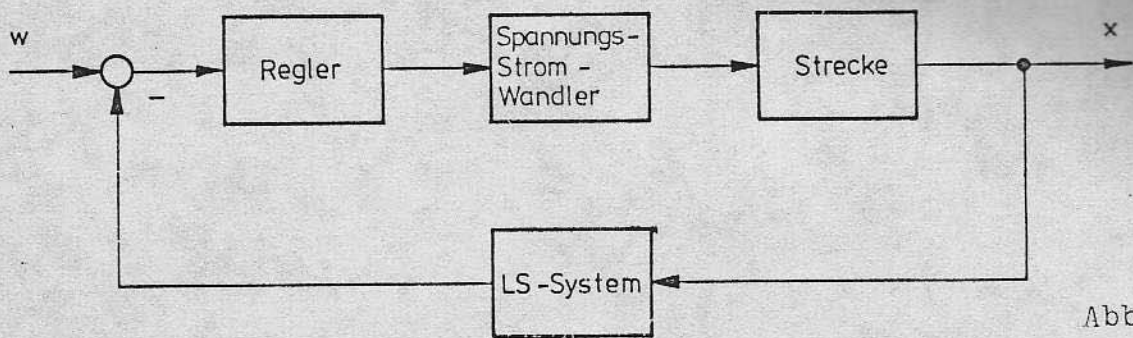 w
Regler
Spannungs-
Strom -
Wandler
Strecke
x
-
LS-System
Abb